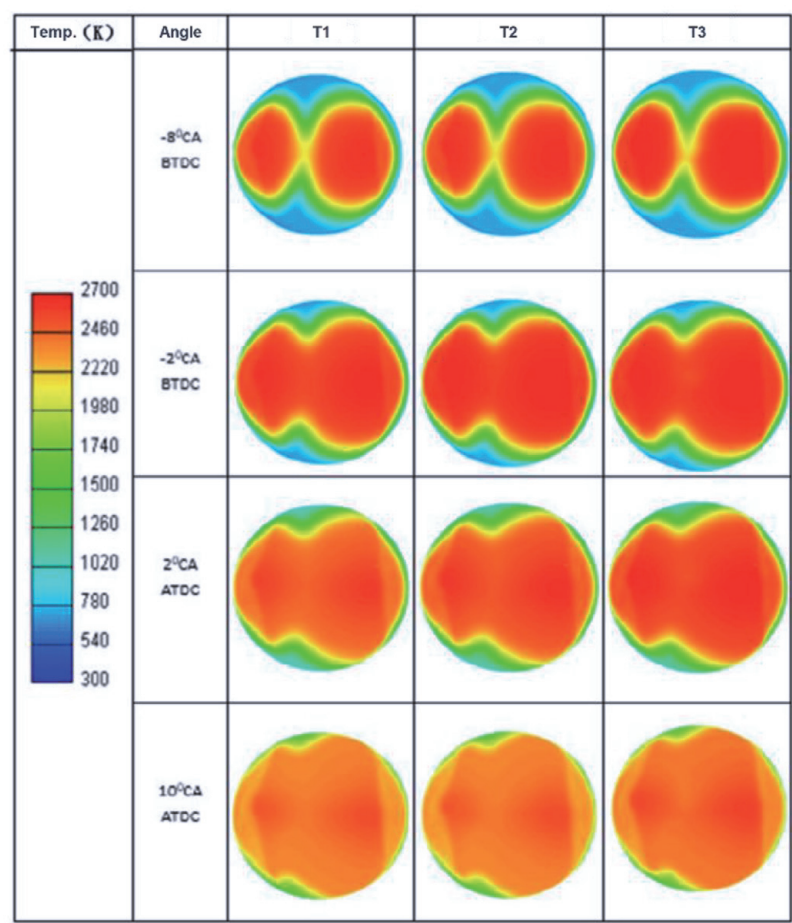 Temp. (K) Angle T1 T2 T3
-8⁰CA
BTDC
2700
2460
2220
1980
1740
1500
1260
1020
780
540
300
-2⁰CA
BTDC
2⁰CA
ATDC
10⁰CA
ATDC